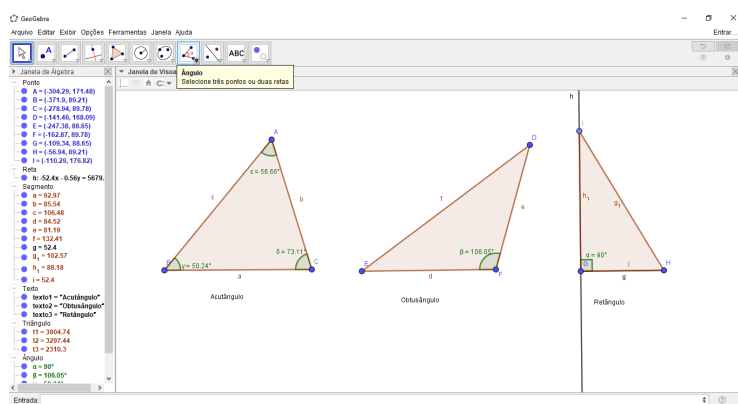 GeoGebra
Arquivo Editar Exibir Opções Ferramentas Janela Ajuda
Entrar...
ABC
Janela de Álgebra
Janela de Visua
Ângulo
Selecione três pontos ou duas retas
Ponto
A = (-304.29, 171.48)
B = (-371.9, 89.21)
C = (-278.94, 89.78)
D = (-141.46, 168.09)
E = (-247.38, 88.65)
F = (-162.87, 89.78)
G = (-109.34, 88.65)
H = (-56.94, 89.21)
I = (-110.29, 176.82)
Reta
h: -52.4x - 0.56y = 5679.
Segmento
a = 92.97
b = 85.54
c = 106.48
d = 84.52
e = 81.19
f = 132.41
g = 52.4
g₁ = 102.57
h₁ = 88.18
i = 52.4
Texto
texto1 = "Acutângulo"
texto2 = "Obtusângulo"
texto3 = "Retângulo"
Triângulo
t1 = 3804.74
t2 = 3297.44
t3 = 2310.3
Ângulo
α = 90°
β = 106.05°
A
ε = 56.66°
c
b
B
γ = 50.24°
δ = 73.11°
C
a
Acutângulo
D
f
e
β = 106.05°
E
d
F
Obtusângulo
h
I
h₁
g₁
α = 90°
G
i
H
g
Retângulo
Entrada: